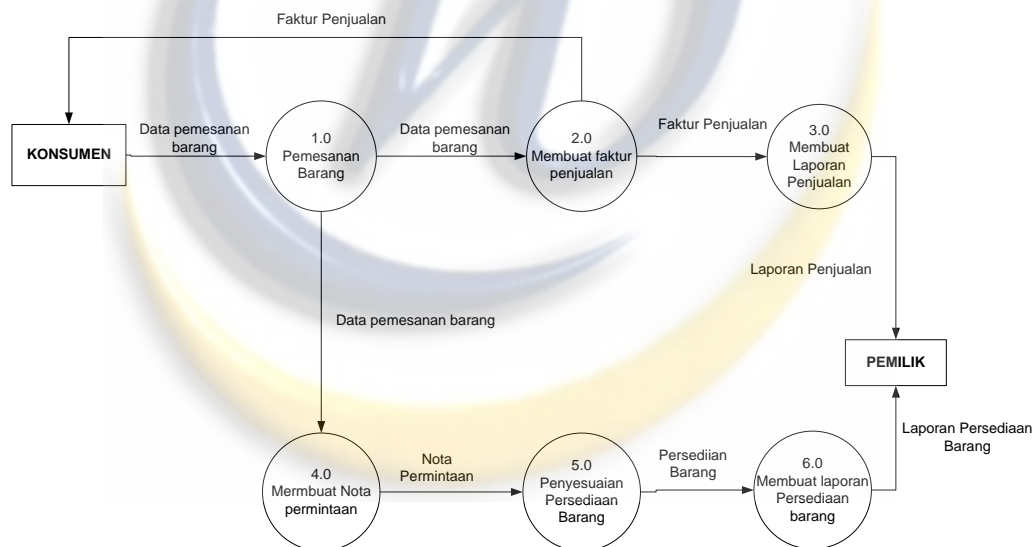 Faktur Penjualan
KONSUMEN
Data pemesanan
barang
1.0
Pemesanan
Barang
Data pemesanan
barang
2.0
Membuat faktur
penjualan
Faktur Penjualan
3.0
Membuat
Laporan
Penjualan
Laporan Penjualan
Data pemesanan barang
PEMILIK
Laporan Persediaan
Barang
4.0
Mermbuat Nota
permintaan
Nota
Permintaan
5.0
Penyesuaian
Persediaan
Barang
Persediian
Barang
6.0
Membuat laporan
Persediaan
barang